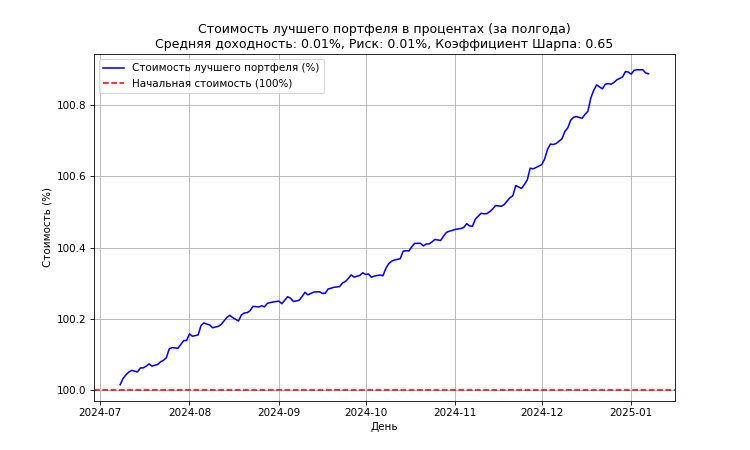 Стоимость лучшего портфеля в процентах (за полгода)
Средняя доходность: 0.01%, Риск: 0.01%, Коэффициент Шарпа: 0.65
Стоимость лучшего портфеля (%)
Начальная стоимость (100%)
Стоимость (%)
100.8
100.6
100.4
100.2
100.0
2024-07 2024-08 2024-09 2024-10 2024-11 2024-12 2025-01
День